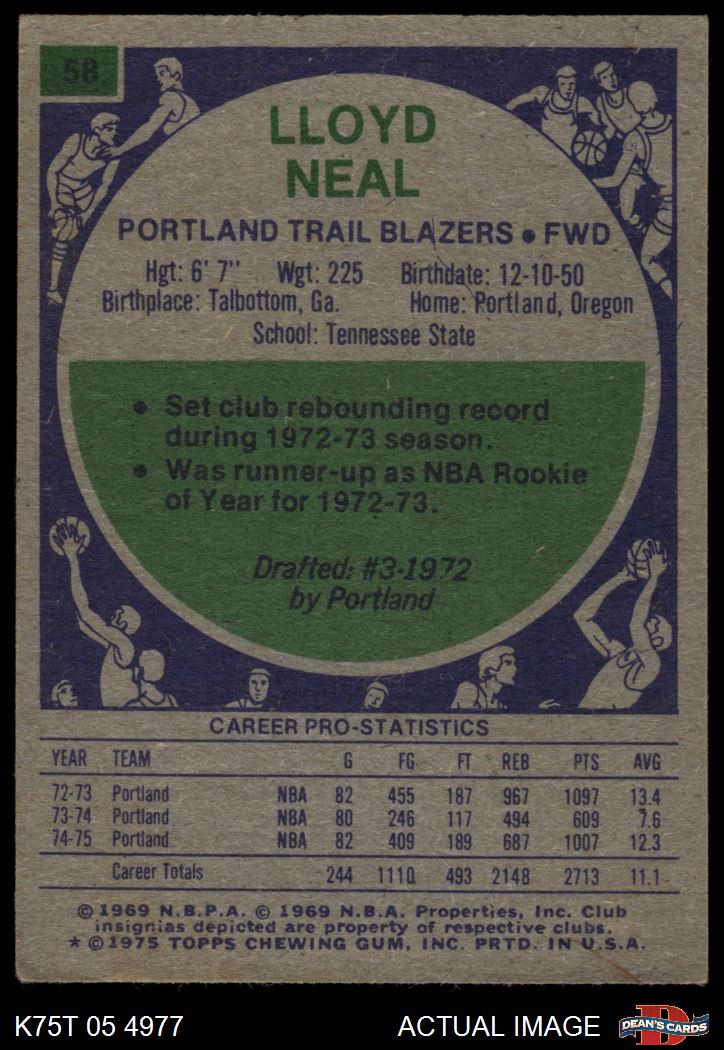 58
LLOYD
NEAL
PORTLAND TRAIL BLAZERS • FWD
Hgt: 6' 7" Wgt: 225 Birthdate: 12-10-50
Birthplace: Talbottom, Ga. Home: Portland, Oregon
School: Tennessee State
• Set club rebounding record
during 1972-73 season.
• Was runner-up as NBA Rookie
of Year for 1972-73.
Drafted: #3-1972
by Portland
CAREER PRO-STATISTICS
YEAR TEAM G FG FT REB PTS AVG
72-73 Portland NBA 82 455 187 967 1097 13.4
73-74 Portland NBA 80 246 117 494 609 7.6
74-75 Portland NBA 82 409 189 687 1007 12.3
Career Totals 244 1110 493 2148 2713 11.1
© 1969 N.B.P.A. © 1969 N.B.A. Properties, Inc. Club
insignias depicted are property of respective clubs.
* © 1975 TOPPS CHEWING GUM, INC. PRTD. IN U.S.A.
K75T 05 4977 ACTUAL IMAGE DEAN'S CARDS